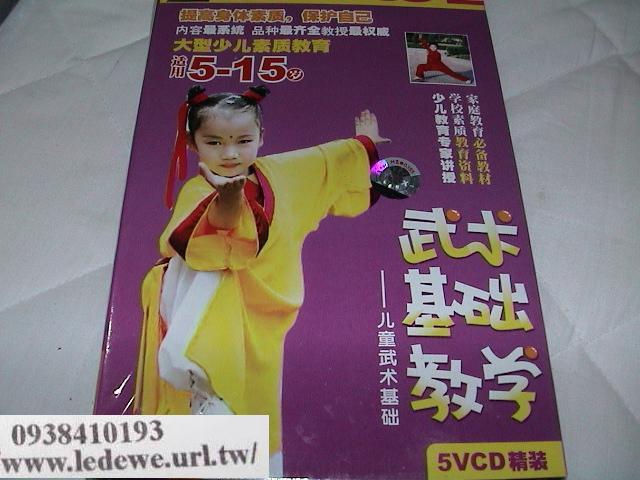 提高身体素质，保护自己
内容最系统 品种最齐全教授最权威
大型少儿素质教育
适用5-15岁
家庭教育必备教材
学校素质教育资料
少儿教育专家讲授
武术
基础
教学
——儿童武术基础
5VCD精装
0938410193
www.ledewe.url.tw/